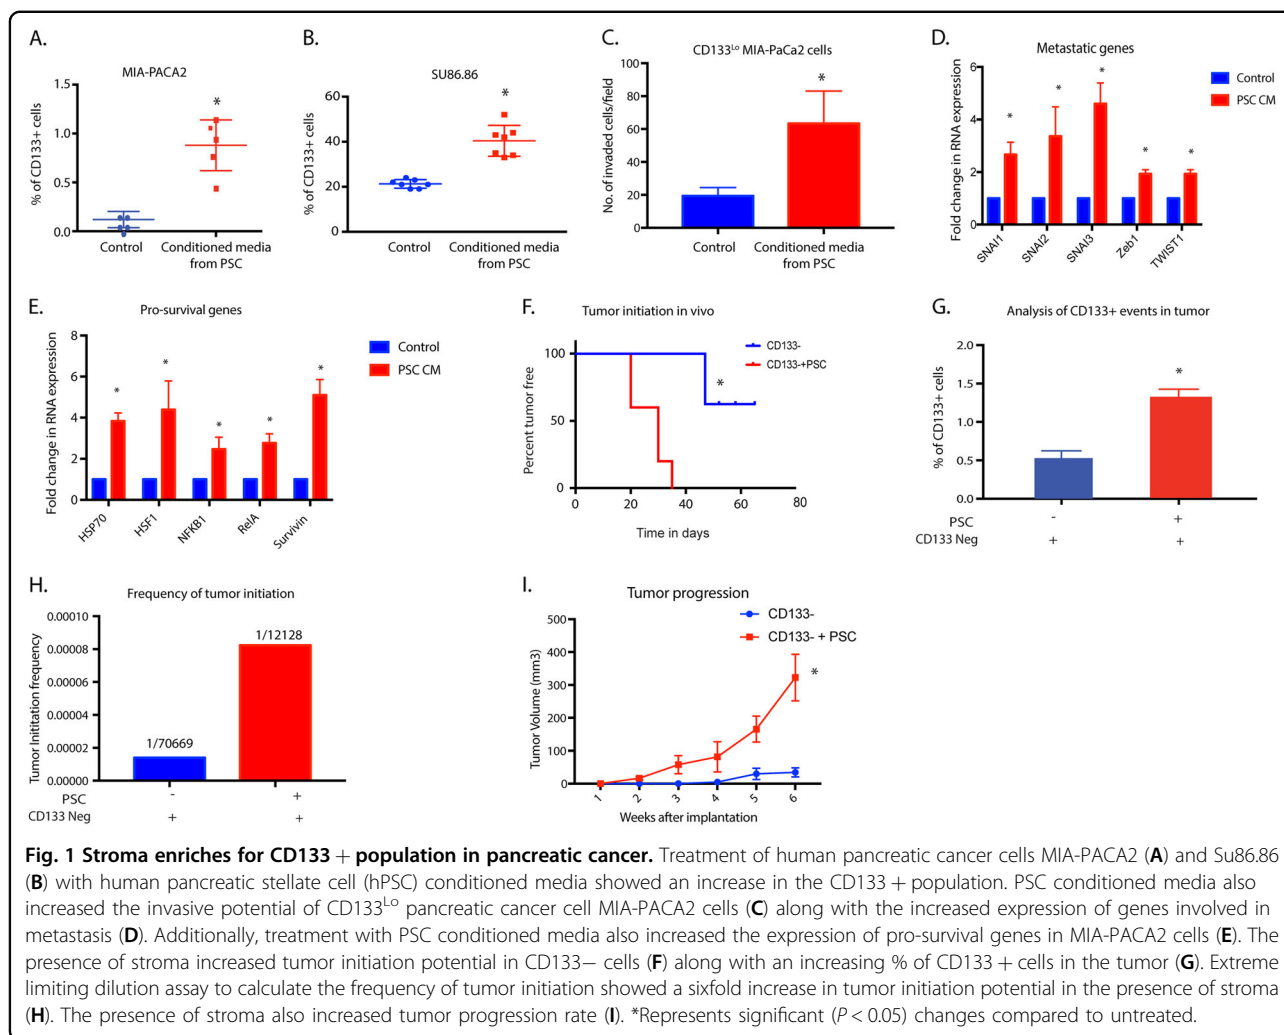 A.
MIA-PACA2
% of CD133+ cells
1.5
1.0
0.5
0.0
*
Control
Conditioned media
from PSC
B.
SU86.86
% of CD133+ cells
60
40
20
0
*
Control
Conditioned media
from PSC
C.
CD133Lo MIA-PaCa2 cells
No. of invaded cells/field
100
80
60
40
20
0
*
Control
Conditioned media
from PSC
D.
Metastatic genes
Fold change in RNA expression
6
4
2
0
* * * * *
SNAI1
SNAI2
SNAI3
Zeb1
TWIST1
Control
PSC CM
E.
Pro-survival genes
Fold change in RNA expression
8
6
4
2
0
* * * * *
HSP70
HSF1
NFKB1
RelA
Survivin
Control
PSC CM
F.
Tumor initiation in vivo
CD133-
CD133-+PSC
Percent tumor free
100
50
0
*
0 20 40 60 80
Time in days
G.
Analysis of CD133+ events in tumor
% of CD133+ cells
2.0
1.5
1.0
0.5
0.0
*
PSC - +
CD133 Neg + +
H.
Frequency of tumor initiation
Tumor Inititation frequency
0.00010
0.00008
0.00006
0.00004
0.00002
0.00000
1/70669
1/12128
PSC - +
CD133 Neg + +
I.
Tumor progression
CD133-
CD133- + PSC
Tumor Volume (mm3)
500
400
300
200
100
0
*
1 2 3 4 5 6
Weeks after implantation
Fig. 1 Stroma enriches for CD133 + population in pancreatic cancer. Treatment of human pancreatic cancer cells MIA-PACA2 (A) and Su86.86
(B) with human pancreatic stellate cell (hPSC) conditioned media showed an increase in the CD133 + population. PSC conditioned media also
increased the invasive potential of CD133Lo pancreatic cancer cell MIA-PACA2 cells (C) along with the increased expression of genes involved in
metastasis (D). Additionally, treatment with PSC conditioned media also increased the expression of pro-survival genes in MIA-PACA2 cells (E). The
presence of stroma increased tumor initiation potential in CD133− cells (F) along with an increasing % of CD133 + cells in the tumor (G). Extreme
limiting dilution assay to calculate the frequency of tumor initiation showed a sixfold increase in tumor initiation potential in the presence of stroma
(H). The presence of stroma also increased tumor progression rate (I). *Represents significant (P < 0.05) changes compared to untreated.